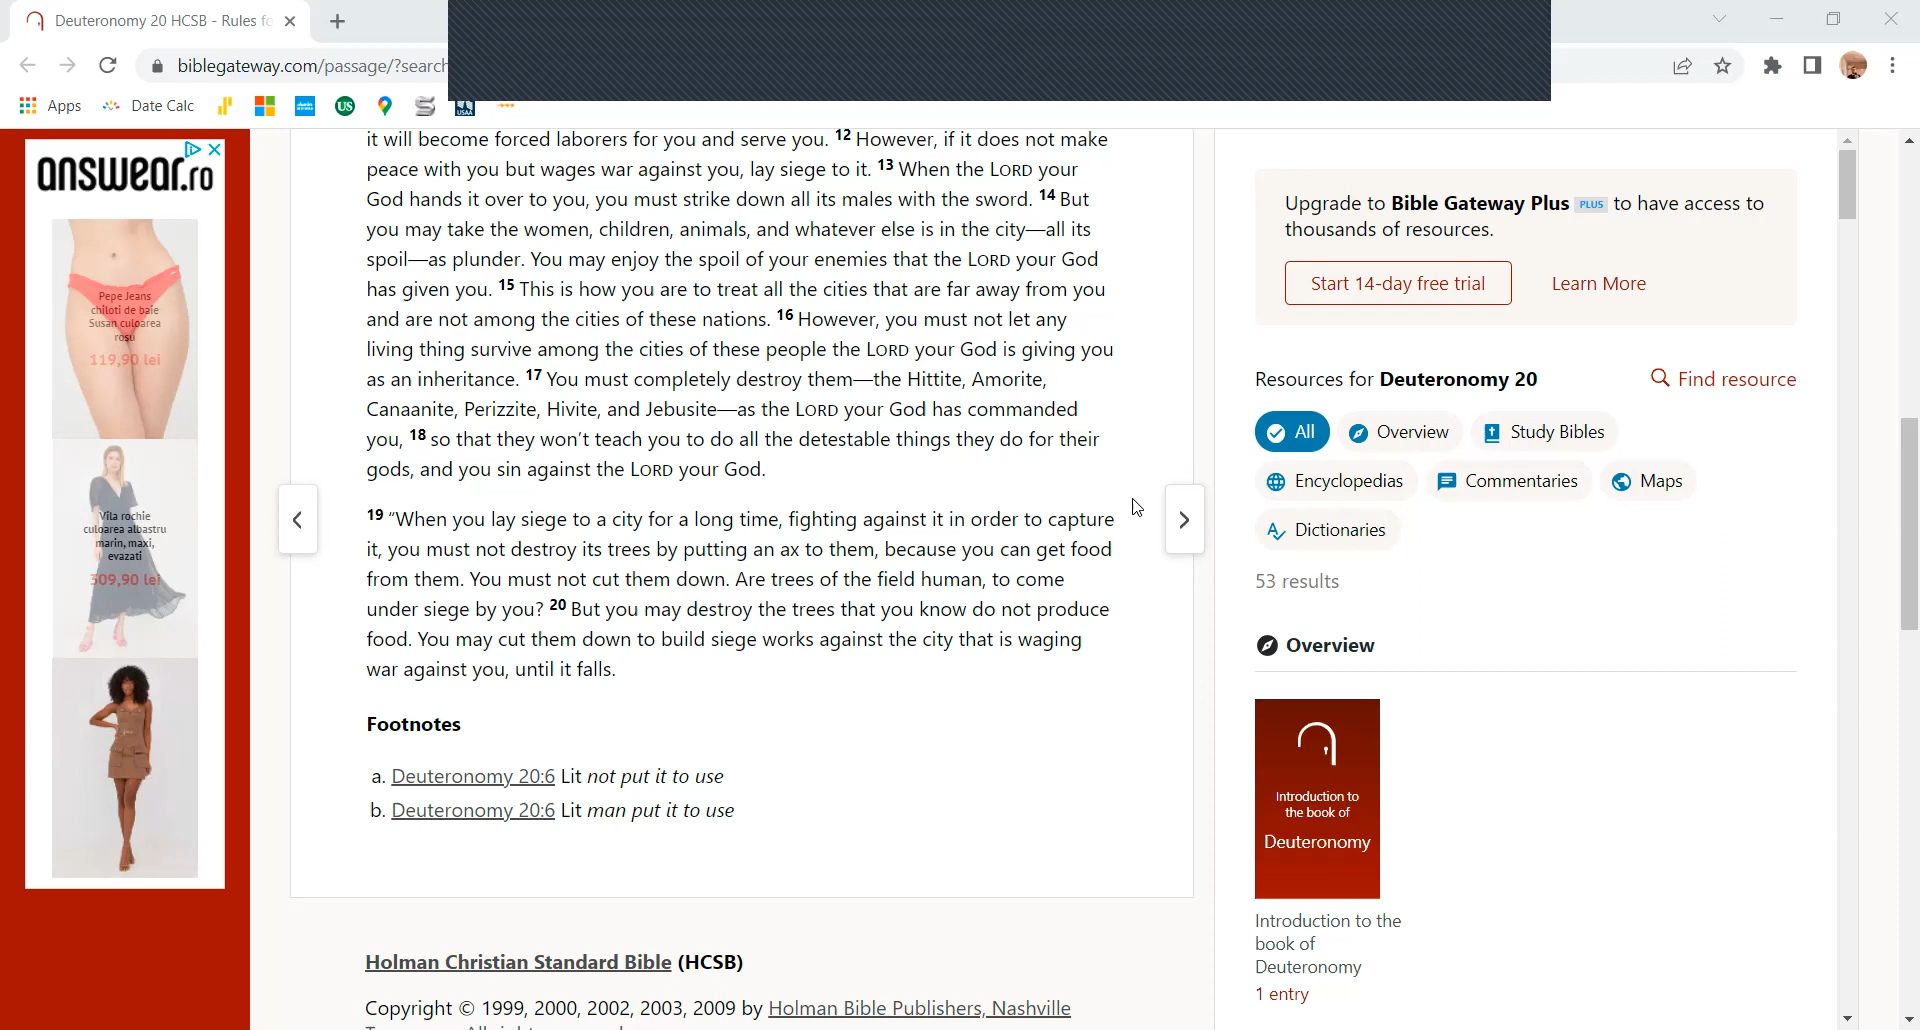 Deuteronomy 20 HCSB - Rules fo
biblegateway.com/passage/?search
Apps
Date Calc
US
USAA
answear.ro
Pepe Jeans
chiloti de baie
Susan culoarea
rosu
119,90 lei
Vila rochie
culoarea albastru
marin, maxi,
evazati
309,90 lei
it will become forced laborers for you and serve you. 12 However, if it does not make
peace with you but wages war against you, lay siege to it. 13 When the LORD your
God hands it over to you, you must strike down all its males with the sword. 14 But
you may take the women, children, animals, and whatever else is in the city—all its
spoil—as plunder. You may enjoy the spoil of your enemies that the LORD your God
has given you. 15 This is how you are to treat all the cities that are far away from you
and are not among the cities of these nations. 16 However, you must not let any
living thing survive among the cities of these people the LORD your God is giving you
as an inheritance. 17 You must completely destroy them—the Hittite, Amorite,
Canaanite, Perizzite, Hivite, and Jebusite—as the LORD your God has commanded
you, 18 so that they won’t teach you to do all the detestable things they do for their
gods, and you sin against the LORD your God.
19 “When you lay siege to a city for a long time, fighting against it in order to capture
it, you must not destroy its trees by putting an ax to them, because you can get food
from them. You must not cut them down. Are trees of the field human, to come
under siege by you? 20 But you may destroy the trees that you know do not produce
food. You may cut them down to build siege works against the city that is waging
war against you, until it falls.
Footnotes
a. Deuteronomy 20:6 Lit not put it to use
b. Deuteronomy 20:6 Lit man put it to use
Holman Christian Standard Bible (HCSB)
Copyright © 1999, 2000, 2002, 2003, 2009 by Holman Bible Publishers, Nashville
Upgrade to Bible Gateway Plus PLUS to have access to
thousands of resources.
Start 14-day free trial
Learn More
Resources for Deuteronomy 20
Find resource
All
Overview
Study Bibles
Encyclopedias
Commentaries
Maps
Dictionaries
53 results
Overview
Introduction to
the book of
Deuteronomy
Introduction to the
book of
Deuteronomy
1 entry